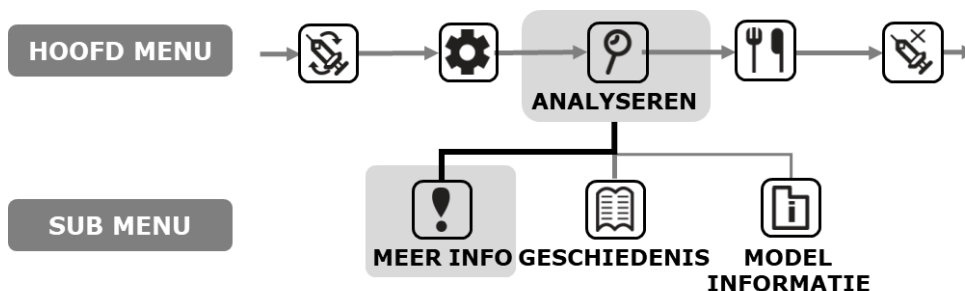 HOOFD MENU
ANALYSEREN
SUB MENU
MEER INFO
GESCHIEDENIS
MODEL
INFORMATIE